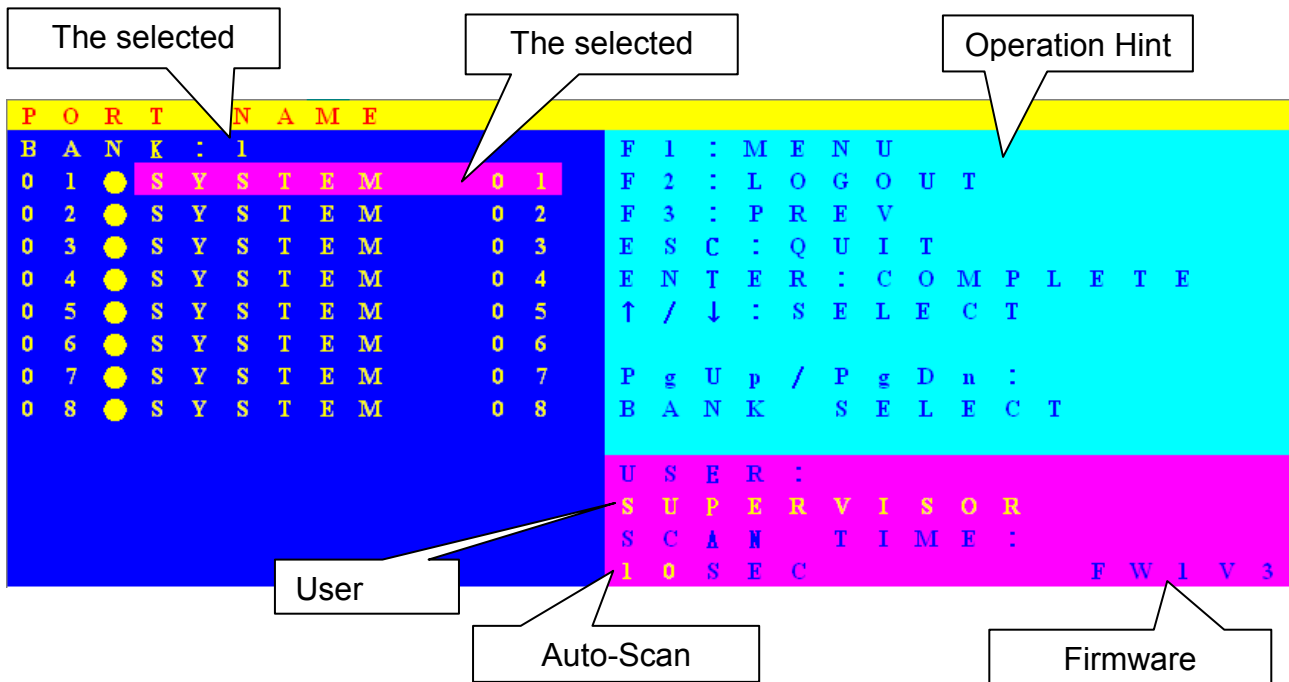 The selected
The selected
Operation Hint
PORT NAME
BANK:1
01 SYSTEM 01
02 SYSTEM 02
03 SYSTEM 03
04 SYSTEM 04
05 SYSTEM 05
06 SYSTEM 06
07 SYSTEM 07
08 SYSTEM 08
F1:MENU
F2:LOGOUT
F3:PREV
ESC:QUIT
ENTER:COMPLETE
↑/↓:SELECT
PgUp/PgDn:
BANK SELECT
USER:
SUPERVISOR
SCAN TIME:
10SEC FW1V3
User
Auto-Scan
Firmware